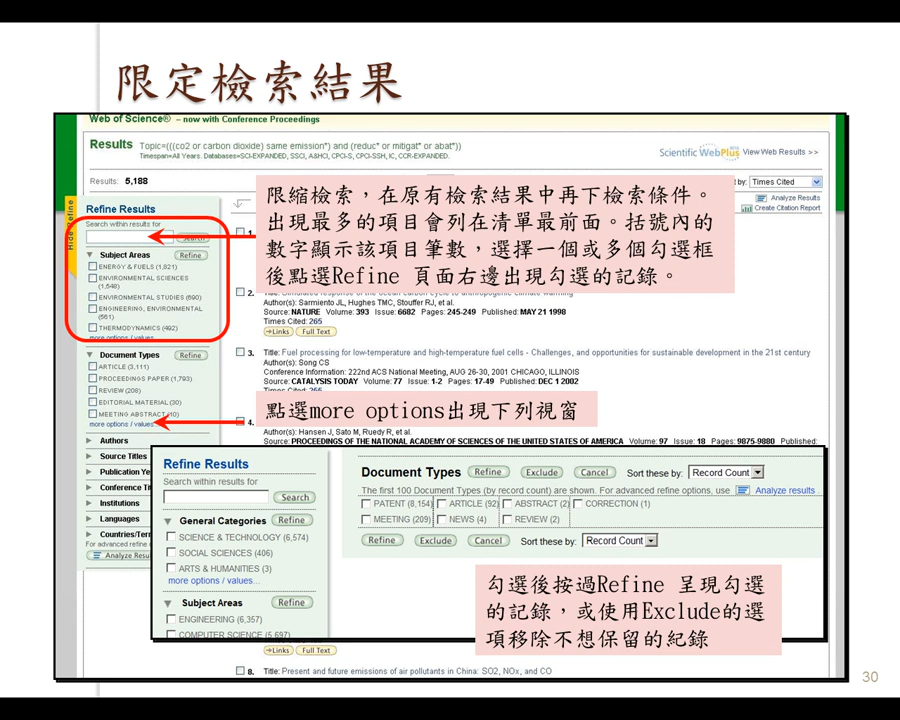 限定檢索結果
Web of Science® – now with Conference Proceedings
Results Topic=(((co2 or carbon dioxide) same emission*) and (reduc* or mitigat* or abat*))
Timespan=All Years. Databases=SCI-EXPANDED, SSCI, A&HCI, CPCI-S, CPCI-SSH, IC, CCR-EXPANDED.
Scientific WebPlus View Web Results >>
Results: 5,188
by: Times Cited
Analyze Results
Create Citation Report
Hide Refine
Refine Results
Search within results for
Search
Subject Areas Refine
ENERGY & FUELS (1,821)
ENVIRONMENTAL SCIENCES
(1,548)
ENVIRONMENTAL STUDIES (690)
ENGINEERING, ENVIRONMENTAL
(561)
THERMODYNAMICS (492)
more options / values
Document Types Refine
ARTICLE (3,111)
PROCEEDINGS PAPER (1,793)
REVIEW (208)
EDITORIAL MATERIAL (30)
MEETING ABSTRACT
more options / values
Authors
Source Titles
Publication Ye
Conference Ti
Institutions
Languages
Countries/Terr
For advanced refine
Analyze Resu
限縮檢索，在原有檢索結果中再下檢索條件。
出現最多的項目會列在清單最前面。括號內的
數字顯示該項目筆數，選擇一個或多個勾選框
後點選Refine 頁面右邊出現勾選的記錄。
2.
Author(s): Sarmiento JL, Hughes TMC, Stouffer RJ, et al.
Source: NATURE Volume: 393 Issue: 6682 Pages: 245-249 Published: MAY 21 1998
Times Cited: 265
Links Full Text
3. Title: Fuel processing for low-temperature and high-temperature fuel cells - Challenges, and opportunities for sustainable development in the 21st century
Author(s): Song CS
Conference Information: 222nd ACS National Meeting, AUG 26-30, 2001 CHICAGO, ILLINOIS
Source: CATALYSIS TODAY Volume: 77 Issue: 1-2 Pages: 17-49 Published: DEC 1 2002
點選more options出現下列視窗
4.
Author(s): Hansen J, Sato M, Ruedy R, et al.
Source: PROCEEDINGS OF THE NATIONAL ACADEMY OF SCIENCES OF THE UNITED STATES OF AMERICA Volume: 97 Issue: 18 Pages: 9875-9880 Published:
Refine Results
Search within results for
Search
General Categories Refine
SCIENCE & TECHNOLOGY (6,574)
SOCIAL SCIENCES (406)
ARTS & HUMANITIES (3)
more options / values...
Subject Areas Refine
ENGINEERING (6,357)
COMPUTER SCIENCE (5,697)
Document Types Refine Exclude Cancel Sort these by: Record Count
The first 100 Document Types (by record count) are shown. For advanced refine options, use Analyze results
PATENT (8,154) ARTICLE (92) ABSTRACT (2) CORRECTION (1)
MEETING (209) NEWS (4) REVIEW (2)
Refine Exclude Cancel Sort these by: Record Count
勾選後按過Refine 呈現勾選
的記錄，或使用Exclude的選
項移除不想保留的紀錄
Links Full Text
8. Title: Present and future emissions of air pollutants in China: SO2, NOx, and CO
30